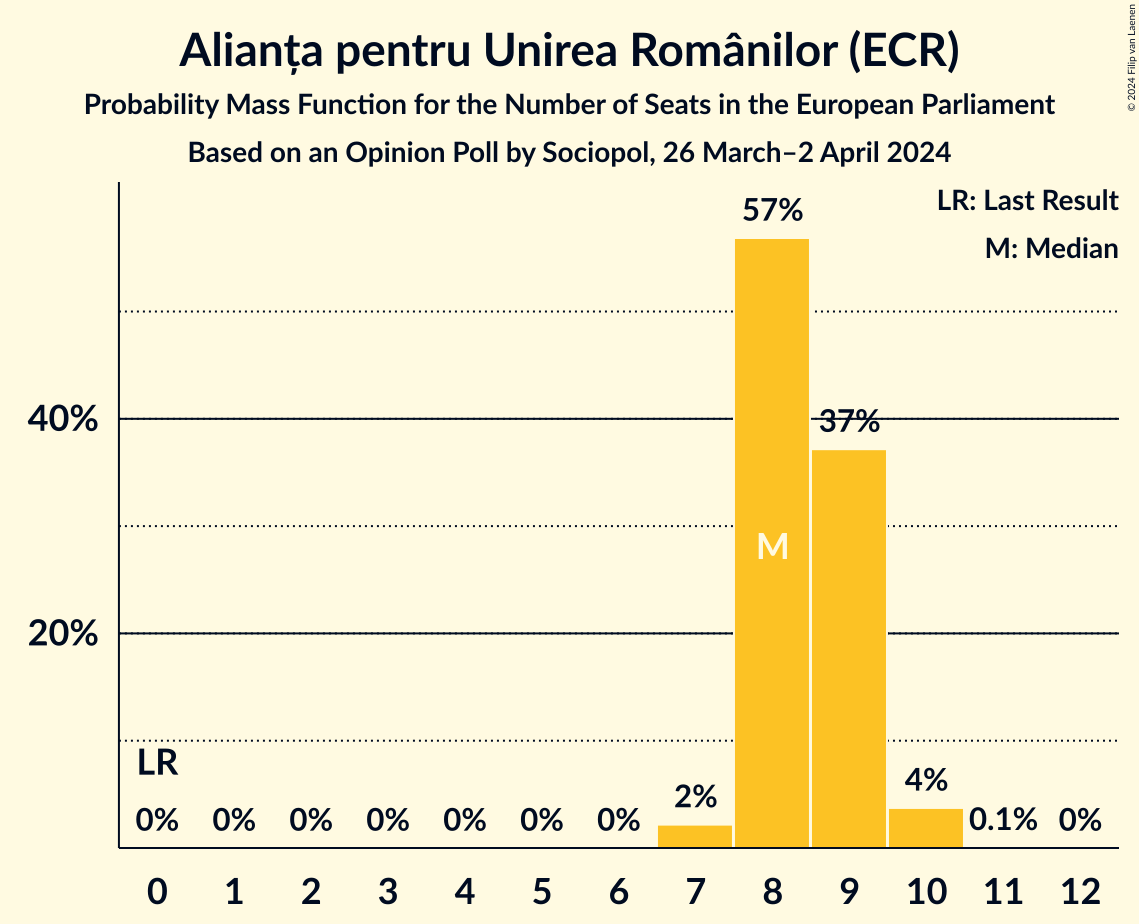 Alianța pentru Unirea Românilor (ECR)
Probability Mass Function for the Number of Seats in the European Parliament
Based on an Opinion Poll by Sociopol, 26 March–2 April 2024
© 2024 Filip van Laenen
LR: Last Result
M: Median
57%
40%
37%
M
20%
LR
0% 0% 0% 0% 0% 0% 0% 2% 4% 0.1% 0%
0 1 2 3 4 5 6 7 8 9 10 11 12